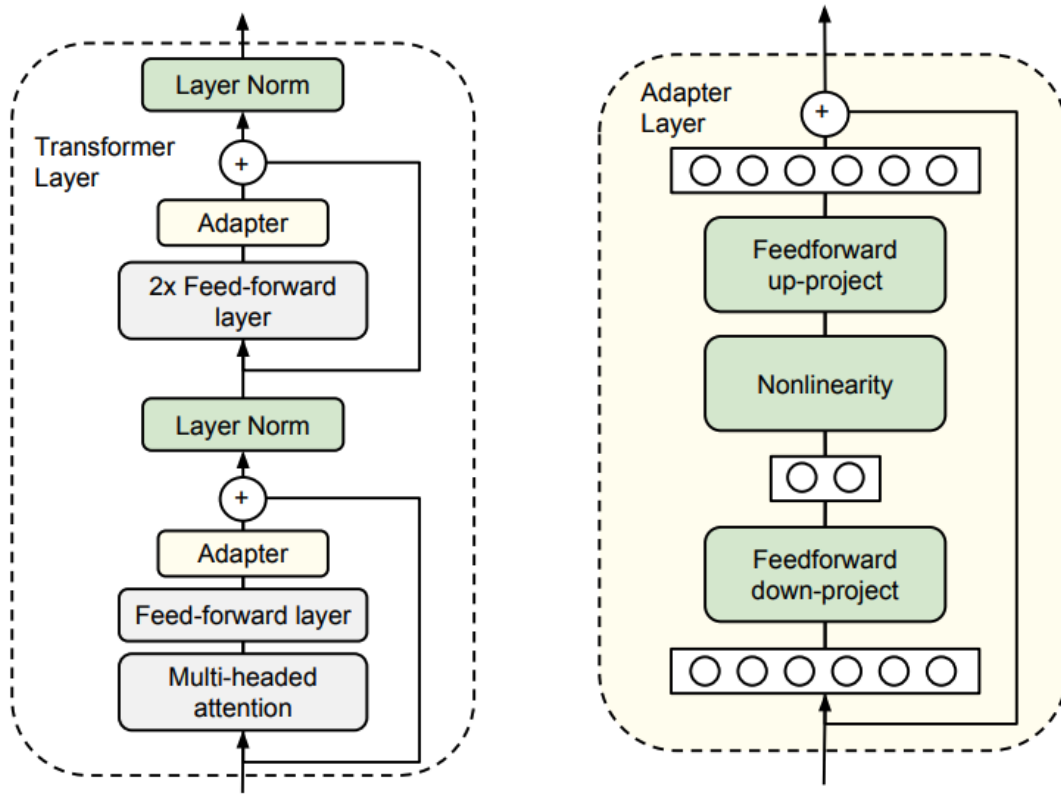 Layer Norm
Transformer
Layer
+
Adapter
2x Feed-forward
layer
Layer Norm
+
Adapter
Feed-forward layer
Multi-headed
attention
Adapter
Layer
+
Feedforward
up-project
Nonlinearity
Feedforward
down-project